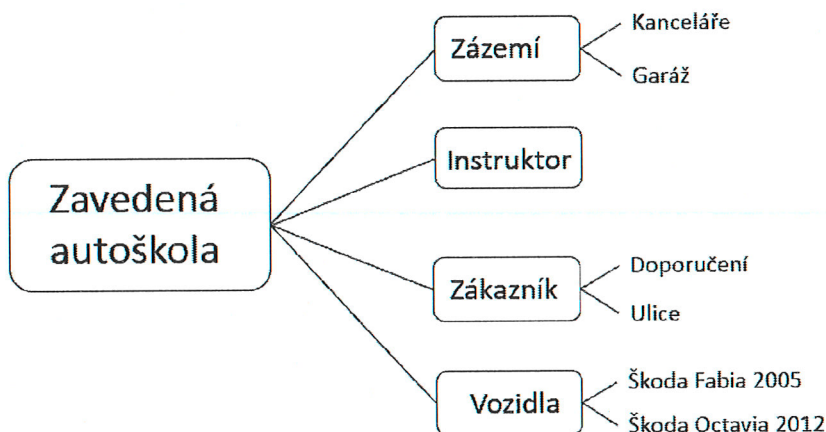 Zavedená
autoškola
Zázemí
Kanceláře
Garáž
Instruktor
Zákazník
Doporučení
Ulice
Vozidla
Škoda Fabia 2005
Škoda Octavia 2012